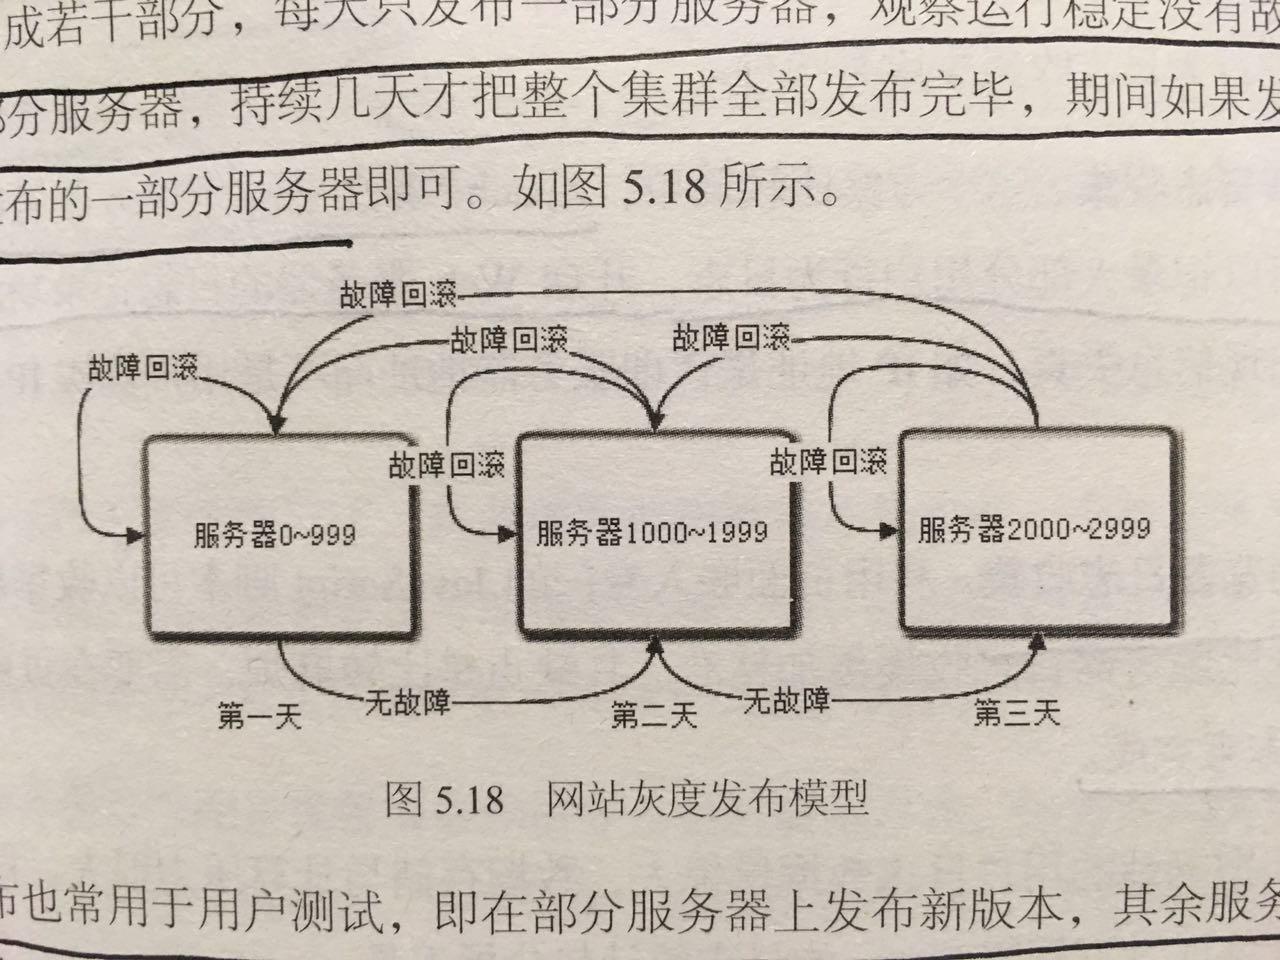 成若干部分，每天只发布一部分服务器，观察运行稳定没有故
部分服务器，持续几天才把整个集群全部发布完毕，期间如果发
布的一部分服务器即可。如图 5.18 所示。
故障回滚
故障回滚 故障回滚
故障回滚
故障回滚 故障回滚
服务器0~999 服务器1000~1999 服务器2000~2999
无故障 无故障
第一天 第二天 第三天
图 5.18 网站灰度发布模型
布也常用于用户测试，即在部分服务器上发布新版本，其余服务